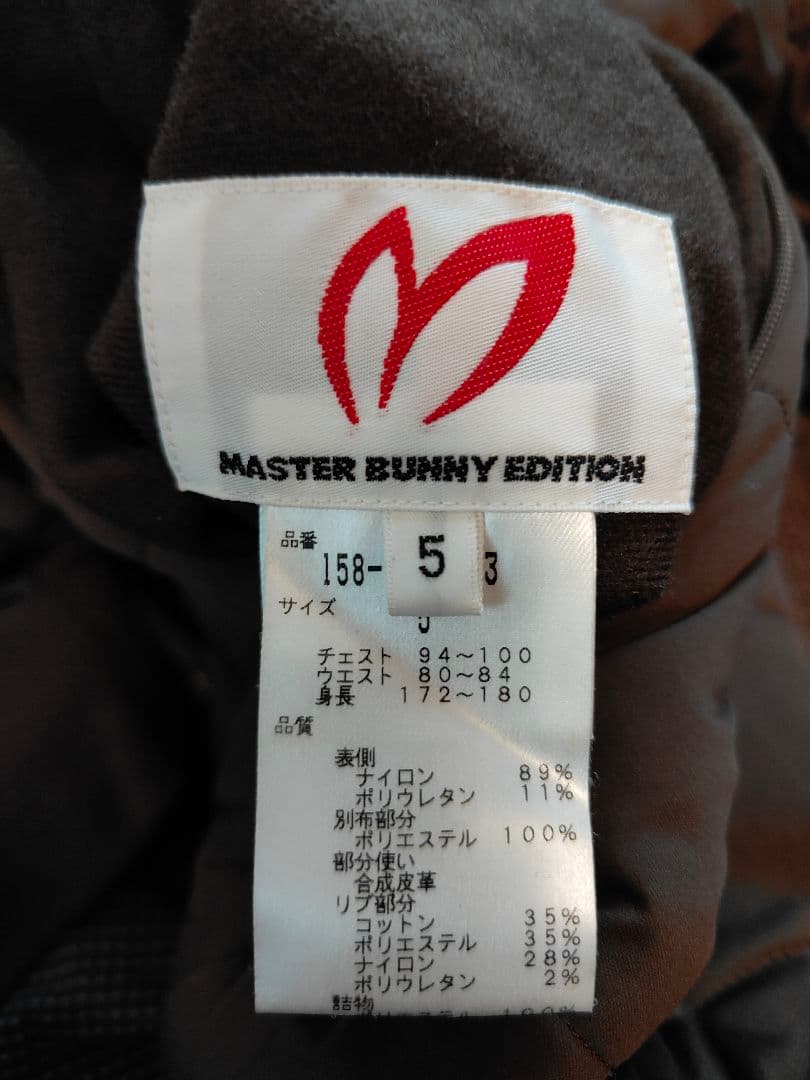 MASTER BUNNY EDITION
品番
158- 3
5
サイズ
チェスト 94～100
ウエスト 80～84
身長 172～180
品質
表側
ナイロン 89%
ポリウレタン 11%
別布部分
ポリエステル 100%
部分使い
合成皮革
リブ部分
コットン 35%
ポリエステル 35%
ナイロン 28%
ポリウレタン 2%
詰物